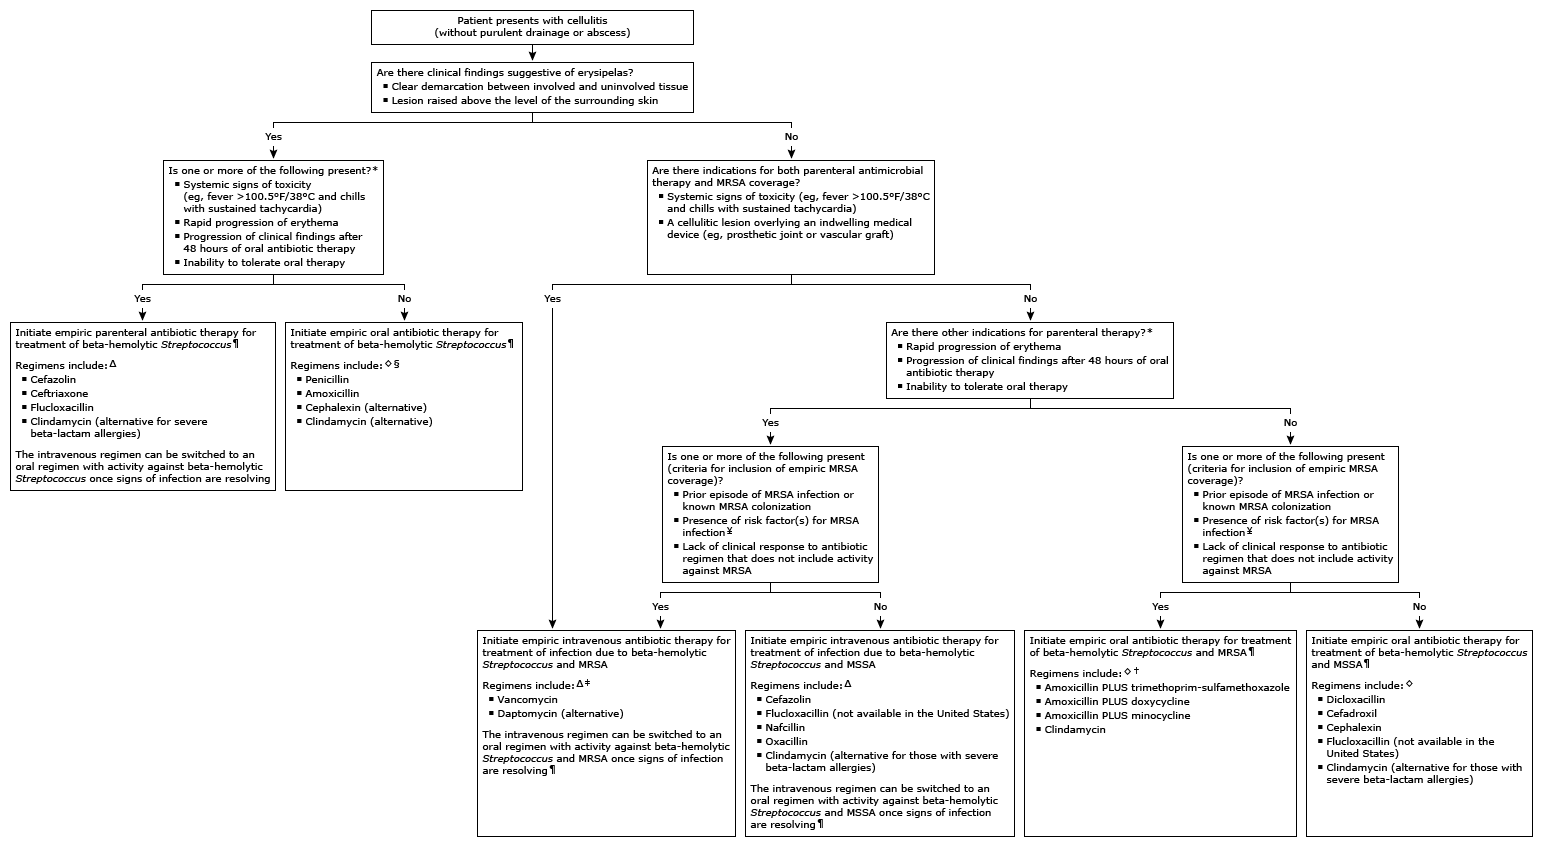 Patient presents with cellulitis
(without purulent drainage or abscess)
Are there clinical findings suggestive of erysipelas?
▪ Clear demarcation between involved and uninvolved tissue
▪ Lesion raised above the level of the surrounding skin
Yes
No
Is one or more of the following present?*
▪ Systemic signs of toxicity
(eg, fever >100.5°F/38°C and chills
with sustained tachycardia)
▪ Rapid progression of erythema
▪ Progression of clinical findings after
48 hours of oral antibiotic therapy
▪ Inability to tolerate oral therapy
Are there indications for both parenteral antimicrobial
therapy and MRSA coverage?
▪ Systemic signs of toxicity (eg, fever >100.5°F/38°C
and chills with sustained tachycardia)
▪ A cellulitic lesion overlying an indwelling medical
device (eg, prosthetic joint or vascular graft)
Yes
No
Yes
No
Initiate empiric parenteral antibiotic therapy for
treatment of beta-hemolytic Streptococcus¶
Regimens include:Δ
▪ Cefazolin
▪ Ceftriaxone
▪ Flucloxacillin
▪ Clindamycin (alternative for severe
beta-lactam allergies)
The intravenous regimen can be switched to an
oral regimen with activity against beta-hemolytic
Streptococcus once signs of infection are resolving
Initiate empiric oral antibiotic therapy for
treatment of beta-hemolytic Streptococcus¶
Regimens include:◇§
▪ Penicillin
▪ Amoxicillin
▪ Cephalexin (alternative)
▪ Clindamycin (alternative)
Are there other indications for parenteral therapy?*
▪ Rapid progression of erythema
▪ Progression of clinical findings after 48 hours of oral
antibiotic therapy
▪ Inability to tolerate oral therapy
Yes
No
Is one or more of the following present
(criteria for inclusion of empiric MRSA
coverage)?
▪ Prior episode of MRSA infection or
known MRSA colonization
▪ Presence of risk factor(s) for MRSA
infection¥
▪ Lack of clinical response to antibiotic
regimen that does not include activity
against MRSA
Is one or more of the following present
(criteria for inclusion of empiric MRSA
coverage)?
▪ Prior episode of MRSA infection or
known MRSA colonization
▪ Presence of risk factor(s) for MRSA
infection¥
▪ Lack of clinical response to antibiotic
regimen that does not include activity
against MRSA
Yes
No
Yes
No
Initiate empiric intravenous antibiotic therapy for
treatment of infection due to beta-hemolytic
Streptococcus and MRSA
Regimens include:Δ‡
▪ Vancomycin
▪ Daptomycin (alternative)
The intravenous regimen can be switched to an
oral regimen with activity against beta-hemolytic
Streptococcus and MRSA once signs of infection
are resolving¶
Initiate empiric intravenous antibiotic therapy for
treatment of infection due to beta-hemolytic
Streptococcus and MSSA
Regimens include:Δ
▪ Cefazolin
▪ Flucloxacillin (not available in the United States)
▪ Nafcillin
▪ Oxacillin
▪ Clindamycin (alternative for those with severe
beta-lactam allergies)
The intravenous regimen can be switched to an
oral regimen with activity against beta-hemolytic
Streptococcus and MSSA once signs of infection
are resolving¶
Initiate empiric oral antibiotic therapy for treatment
of beta-hemolytic Streptococcus and MRSA¶
Regimens include:◇†
▪ Amoxicillin PLUS trimethoprim-sulfamethoxazole
▪ Amoxicillin PLUS doxycycline
▪ Amoxicillin PLUS minocycline
▪ Clindamycin
Initiate empiric oral antibiotic therapy for
treatment of beta-hemolytic Streptococcus
and MSSA¶
Regimens include:◇
▪ Dicloxacillin
▪ Cefadroxil
▪ Cephalexin
▪ Flucloxacillin (not available in the
United States)
▪ Clindamycin (alternative for those with
severe beta-lactam allergies)